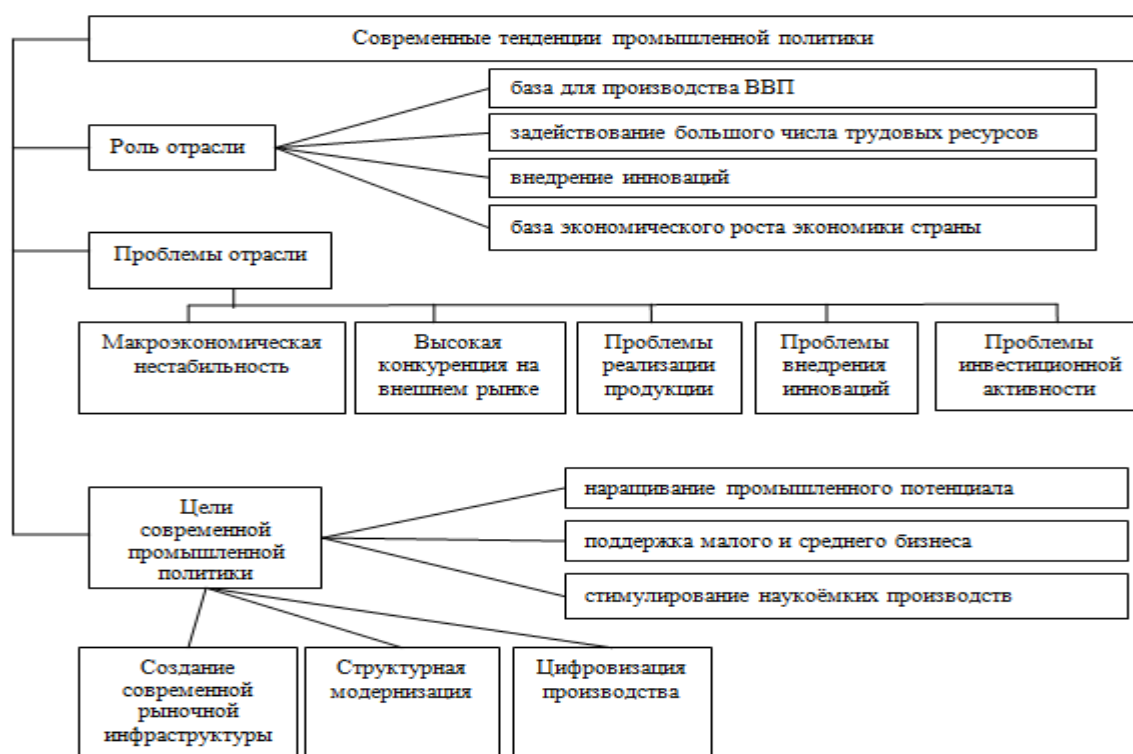 Современные тенденции промышленной политики
база для производства ВВП
задействование большого числа трудовых ресурсов
Роль отрасли
внедрение инноваций
база экономического роста экономики страны
Проблемы отрасли
Макроэкономическая
нестабильность
Высокая
конкуренция на
внешнем рынке
Проблемы
реализации
продукции
Проблемы
внедрения
инноваций
Проблемы
инвестиционной
активности
Цели
современной
промышленной
политики
наращивание промышленного потенциала
поддержка малого и среднего бизнеса
стимулирование наукоёмких производств
Создание
современной
рыночной
инфраструктуры
Структурная
модернизация
Цифровизация
производства